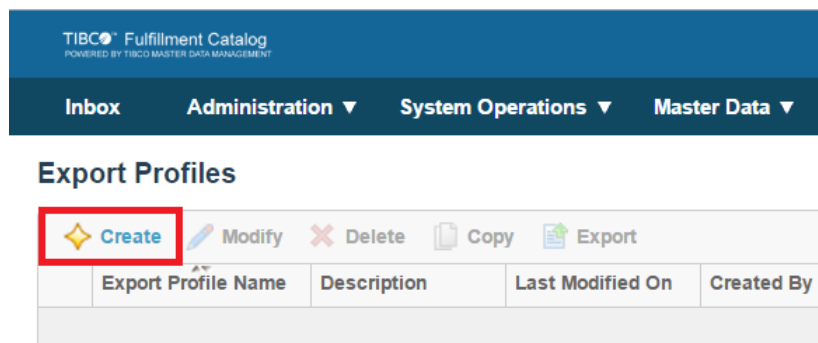 TIBCO™ Fulfillment Catalog
POWERED BY TIBCO MASTER DATA MANAGEMENT
Inbox Administration ▼ System Operations ▼ Master Data ▼
Export Profiles
Create Modify Delete Copy Export
Export Profile Name Description Last Modified On Created By